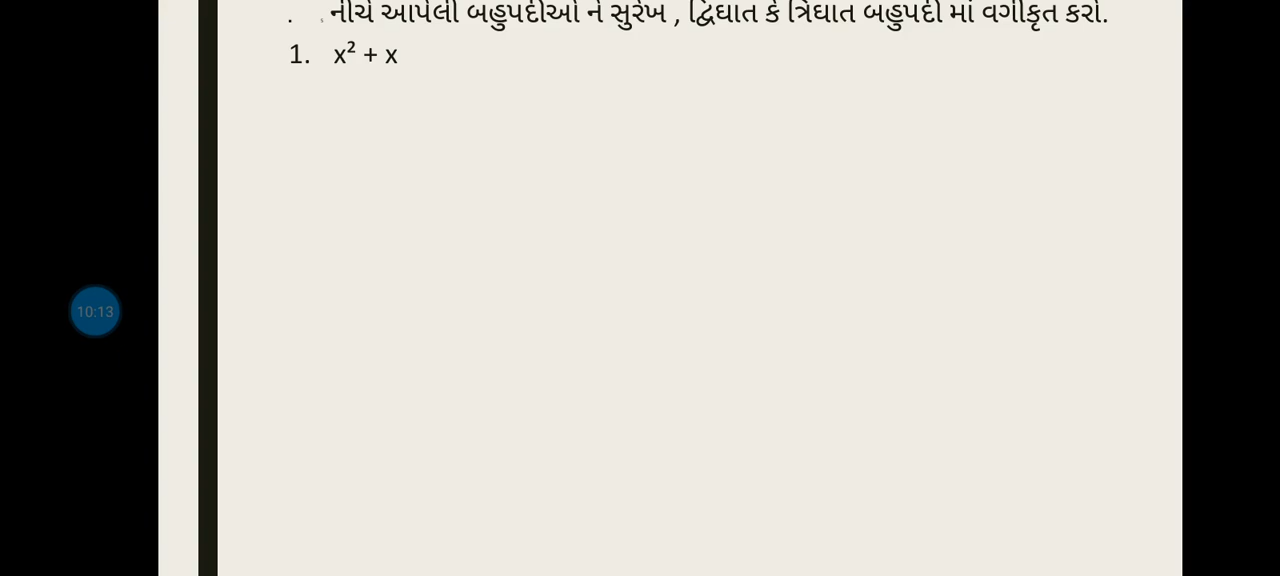 . નીચે આપેલી બહુપદીઓ ને સુરેખ , દ્વિઘાત કે ત્રિઘાત બહુપદી માં વર્ગીકૃત કરો.
1. x² + x
10:13